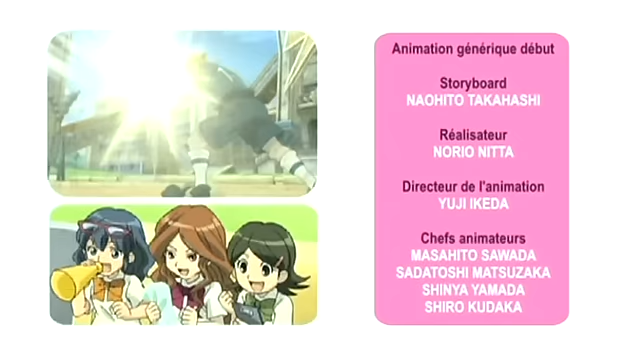 Animation générique début
Storyboard
NAOHITO TAKAHASHI
Réalisateur
NORIO NITTA
Directeur de l'animation
YUJI IKEDA
Chefs animateurs
MASAHITO SAWADA
SADATOSHI MATSUZAKA
SHINYA YAMADA
SHIRO KUDAKA